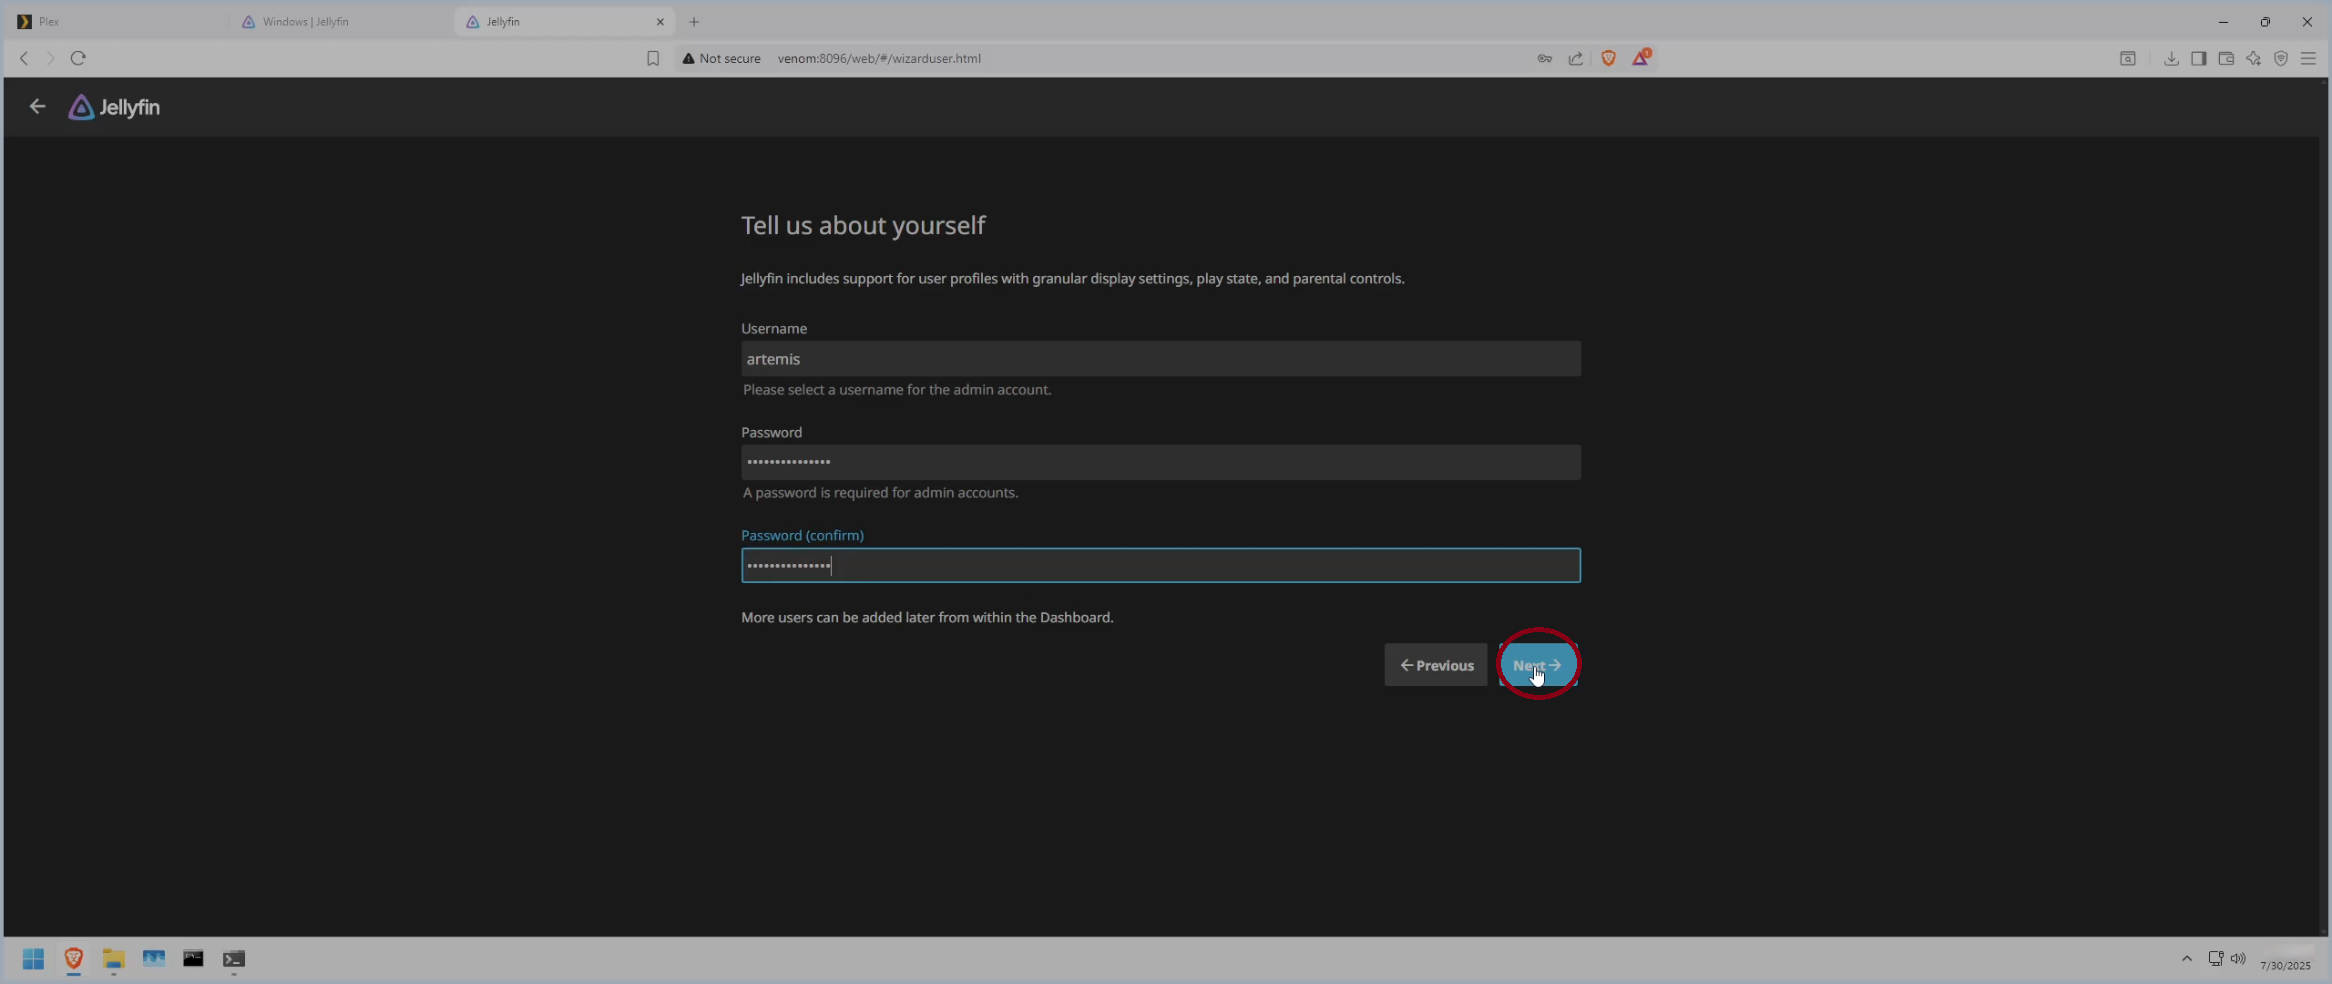 Plex
Windows | Jellyfin
Jellyfin
Not secure venom:8096/web/#/wizarduser.html
1
Jellyfin
Tell us about yourself
Jellyfin includes support for user profiles with granular display settings, play state, and parental controls.
Username
artemis
Please select a username for the admin account.
Password
•••••••••••••••
A password is required for admin accounts.
Password (confirm)
•••••••••••••••
More users can be added later from within the Dashboard.
Previous
Next
7/30/2025